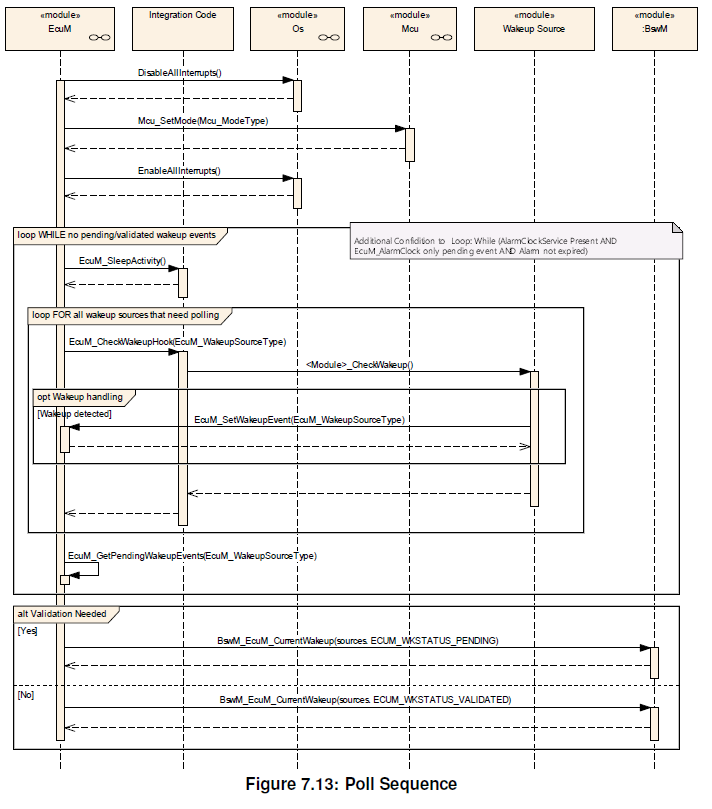 «module»
EcuM
Integration Code
«module»
Os
«module»
Mcu
«module»
Wakeup Source
«module»
:BswM
DisableAllInterrupts()
Mcu_SetMode(Mcu_ModeType)
EnableAllInterrupts()
loop WHILE no pending/validated wakeup events
Additional Confidition to Loop: While (AlarmClockService Present AND
EcuM_AlarmClock only pending event AND Alarm not expired)
EcuM_SleepActivity()
loop FOR all wakeup sources that need polling
EcuM_CheckWakeupHook(EcuM_WakeupSourceType)
<Module>_CheckWakeup()
opt Wakeup handling
[Wakeup detected]
EcuM_SetWakeupEvent(EcuM_WakeupSourceType)
EcuM_GetPendingWakeupEvents(EcuM_WakeupSourceType)
alt Validation Needed
[Yes]
BswM_EcuM_CurrentWakeup(sources, ECUM_WKSTATUS_PENDING)
[No]
BswM_EcuM_CurrentWakeup(sources, ECUM_WKSTATUS_VALIDATED)
Figure 7.13: Poll Sequence